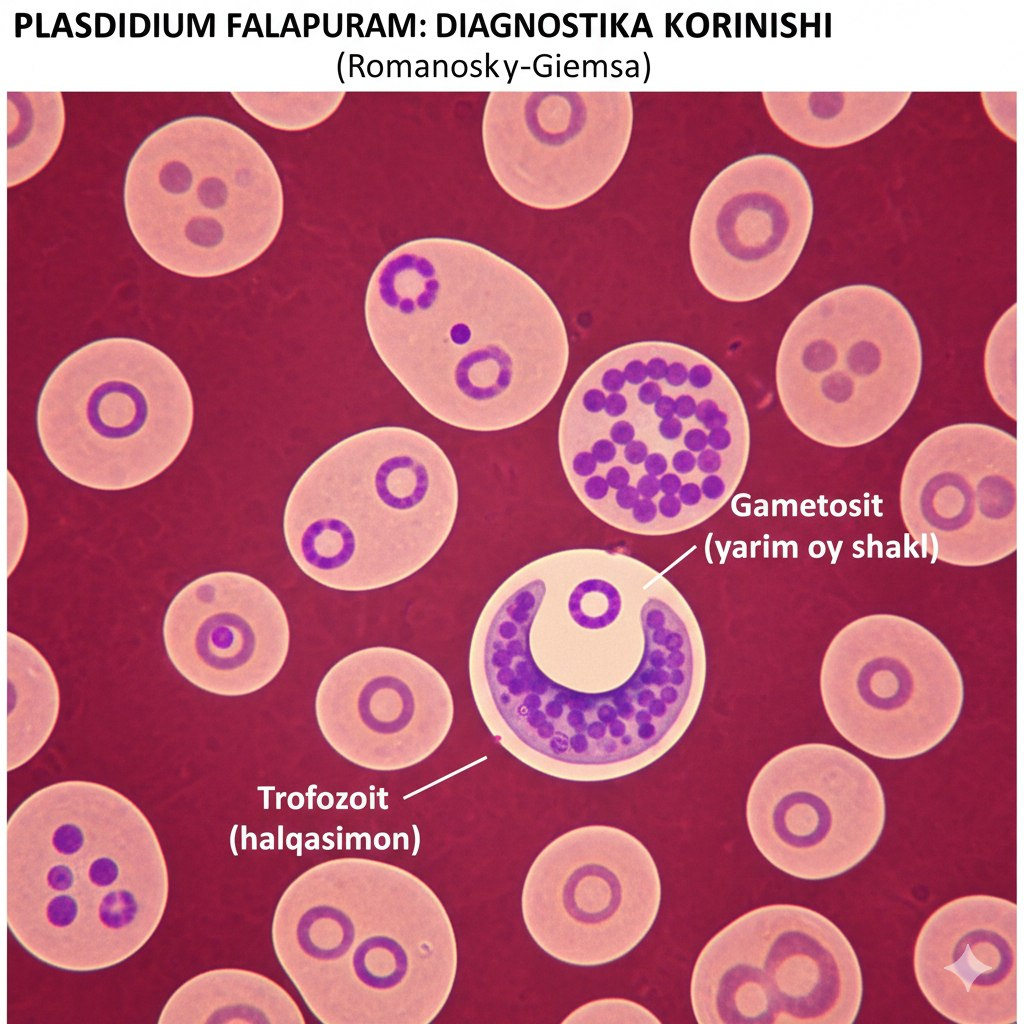 PLASDIDIUM FALAPURAM: DIAGNOSTIKA KORINISHI
(Romanosky-Giemsa)
Gametosit
(yarim oy shakl)
Trofozoit
(halqasimon)